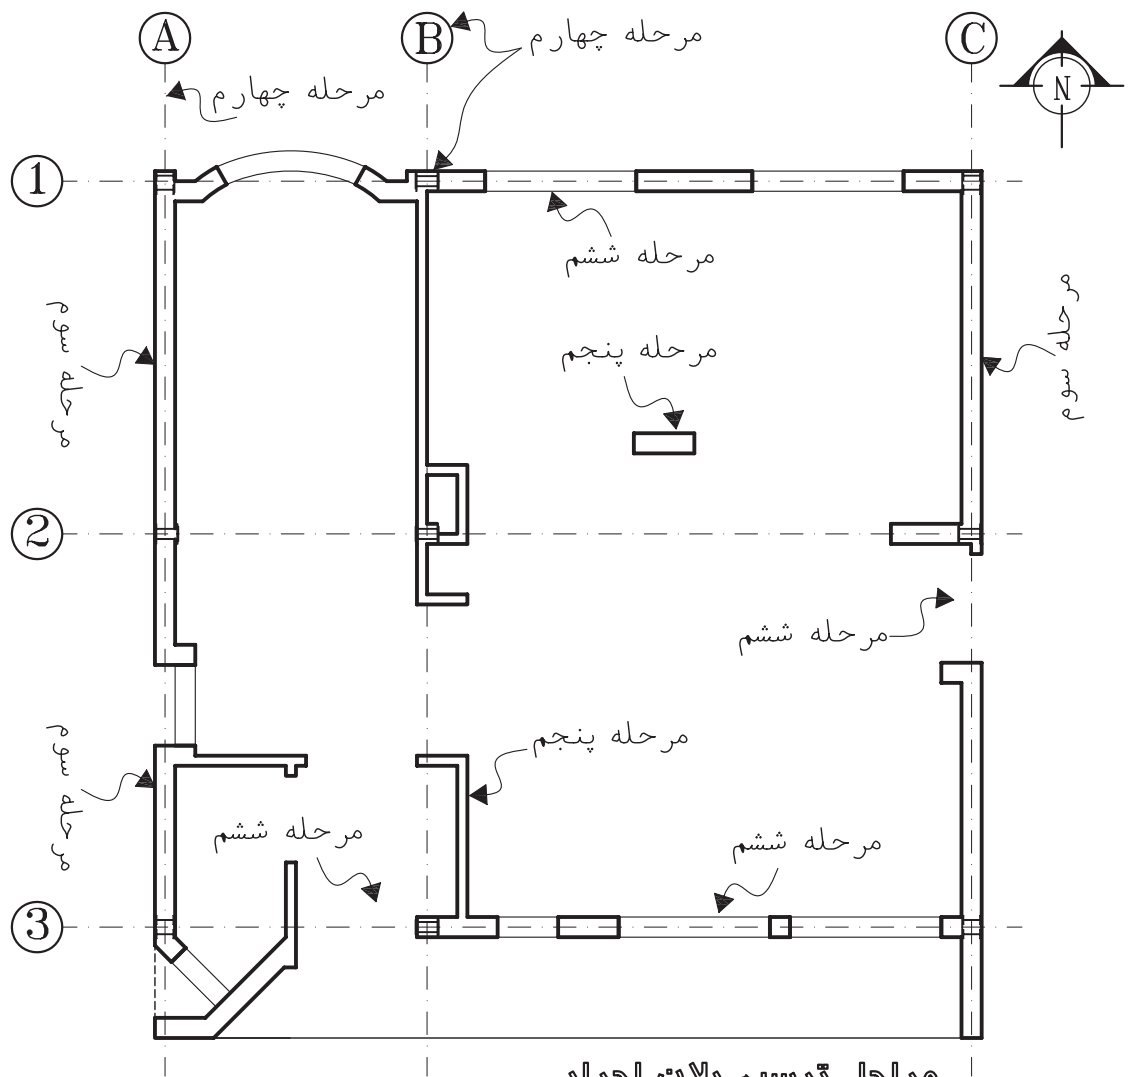 A
B
C
مرحله چهارم
مرحله چهارم
N
1
مرحله ششم
مرحله سوم
مرحله سوم
مرحله پنجم
2
مرحله ششم
مرحله سوم
مرحله پنجم
مرحله ششم
مرحله ششم
3